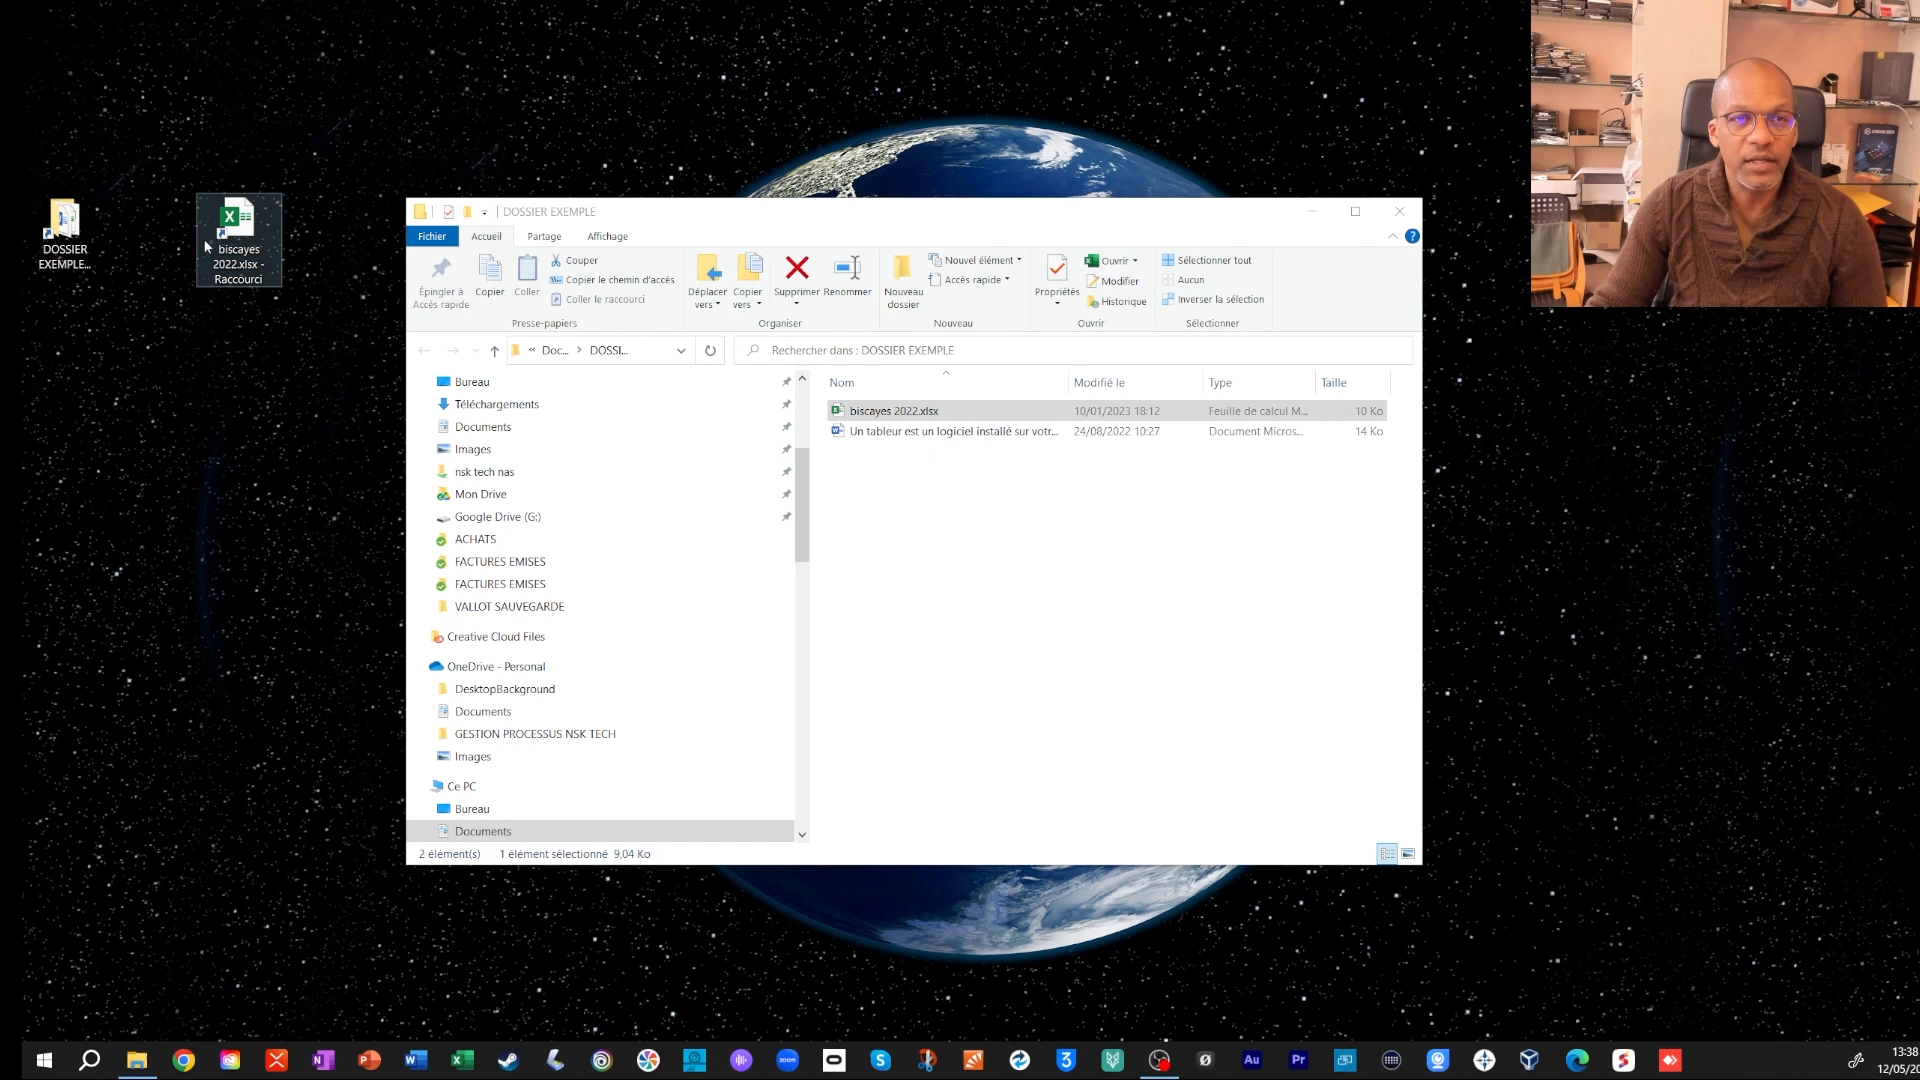 DOSSIER
EXEMPLE...
biscayes
2022.xlsx -
Raccourci
DOSSIER EXEMPLE
Fichier
Accueil
Partage
Affichage
Épingler à
Accès rapide
Copier
Coller
Couper
Copier le chemin d'accès
Coller le raccourci
Presse-papiers
Déplacer
vers
Copier
vers
Supprimer
Renommer
Organiser
Nouveau
dossier
Nouvel élément
Accès rapide
Nouveau
Propriétés
Ouvrir
Modifier
Historique
Ouvrir
Sélectionner tout
Aucun
Inverser la sélection
Sélectionner
« Doc... > DOSSI...
Rechercher dans : DOSSIER EXEMPLE
Bureau
Téléchargements
Documents
Images
nsk tech nas
Mon Drive
Google Drive (G:)
ACHATS
FACTURES EMISES
FACTURES EMISES
VALLOT SAUVEGARDE
Creative Cloud Files
OneDrive - Personal
DesktopBackground
Documents
GESTION PROCESSUS NSK TECH
Images
Ce PC
Bureau
Documents
Nom Modifié le Type Taille
biscayes 2022.xlsx 10/01/2023 18:12 Feuille de calcul M... 10 Ko
Un tableur est un logiciel installé sur votr... 24/08/2022 10:27 Document Micros... 14 Ko
2 élément(s) 1 élément sélectionné 9,04 Ko
zoom
Au
Pr
13:38
12/05/20